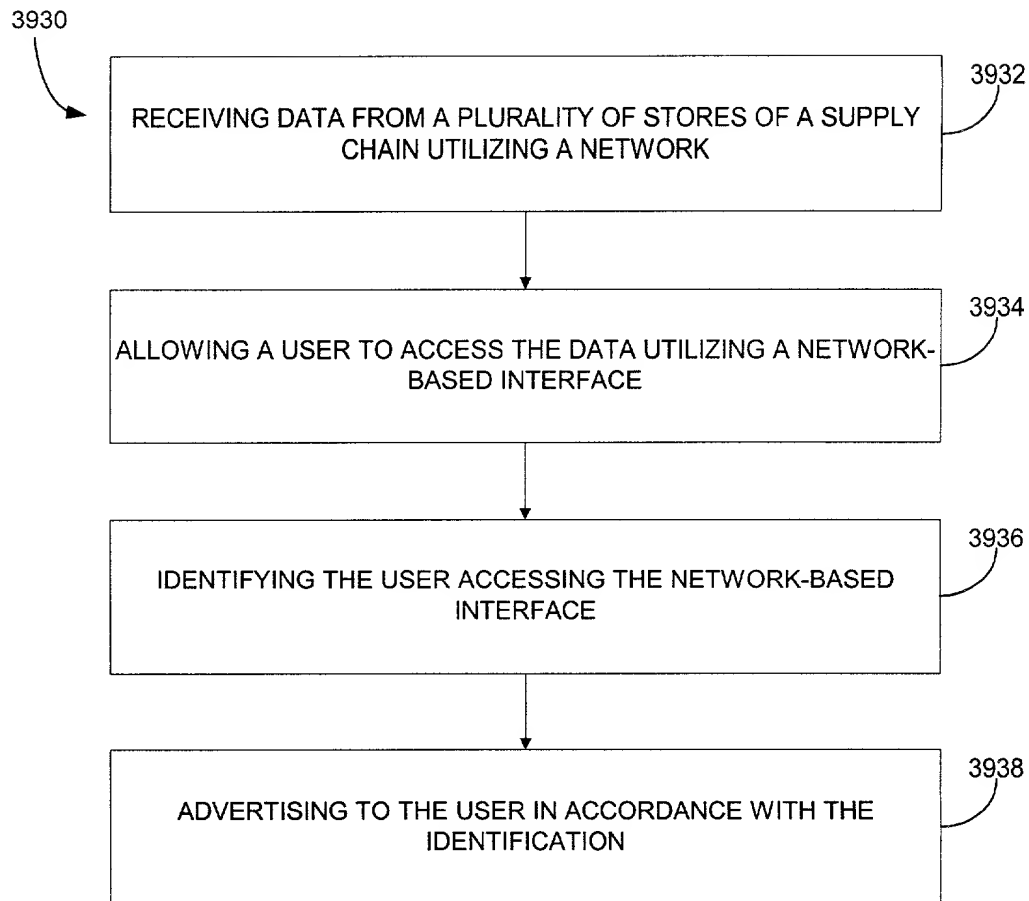 3930
3932
RECEIVING DATA FROM A PLURALITY OF STORES OF A SUPPLY
CHAIN UTILIZING A NETWORK
3934
ALLOWING A USER TO ACCESS THE DATA UTILIZING A NETWORK-
BASED INTERFACE
3936
IDENTIFYING THE USER ACCESSING THE NETWORK-BASED
INTERFACE
3938
ADVERTISING TO THE USER IN ACCORDANCE WITH THE
IDENTIFICATION